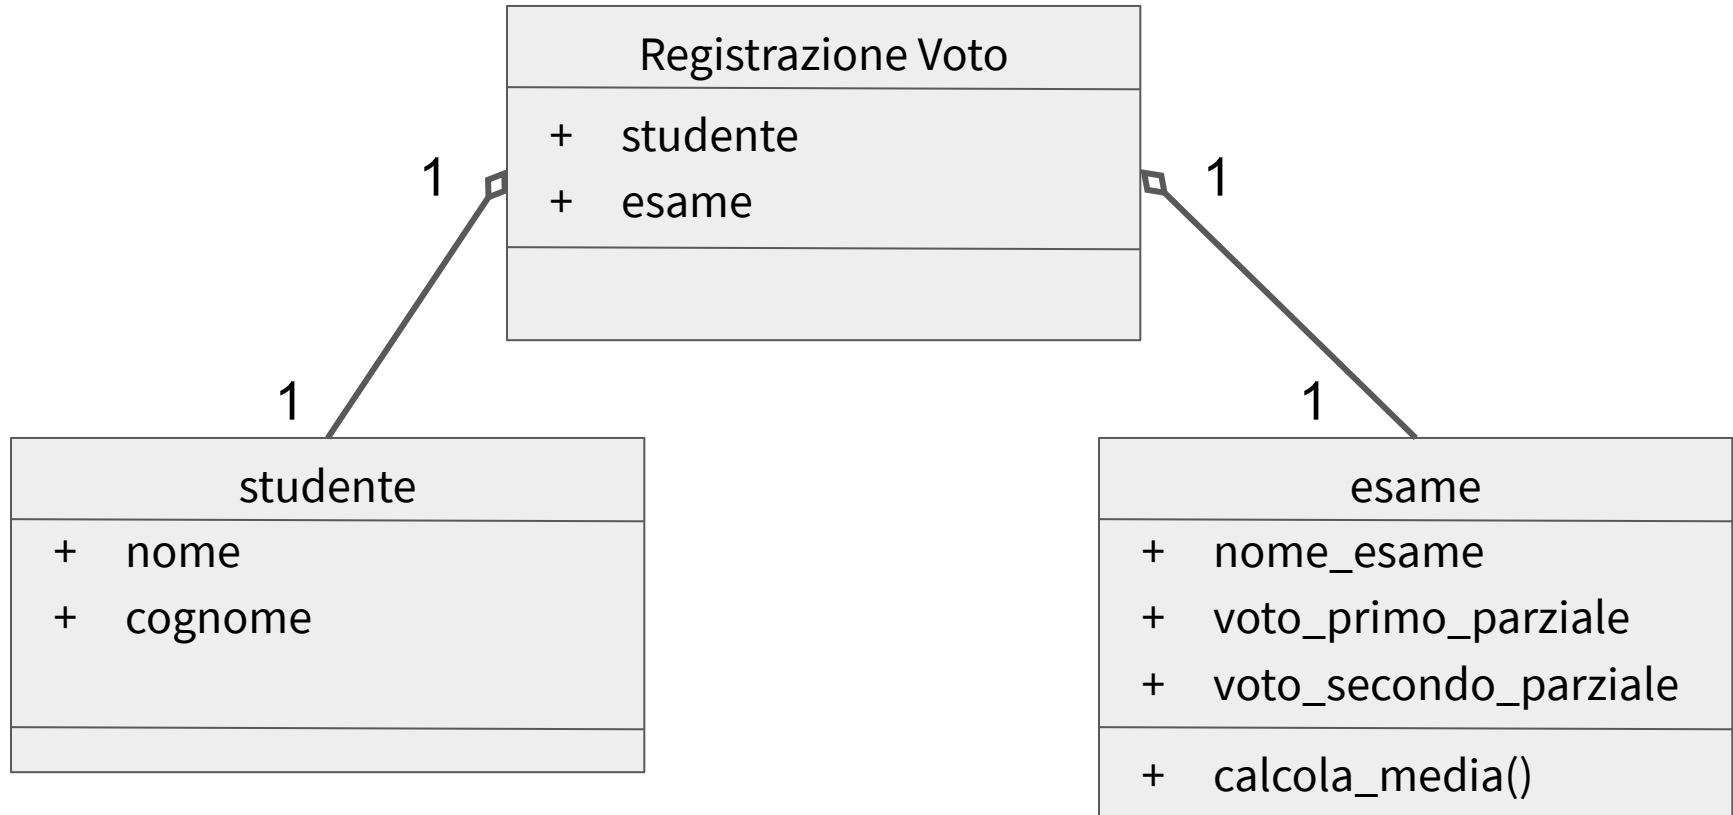 Registrazione Voto
+ studente
+ esame
1
1
1
1
studente
+ nome
+ cognome
esame
+ nome_esame
+ voto_primo_parziale
+ voto_secondo_parziale
+ calcola_media()